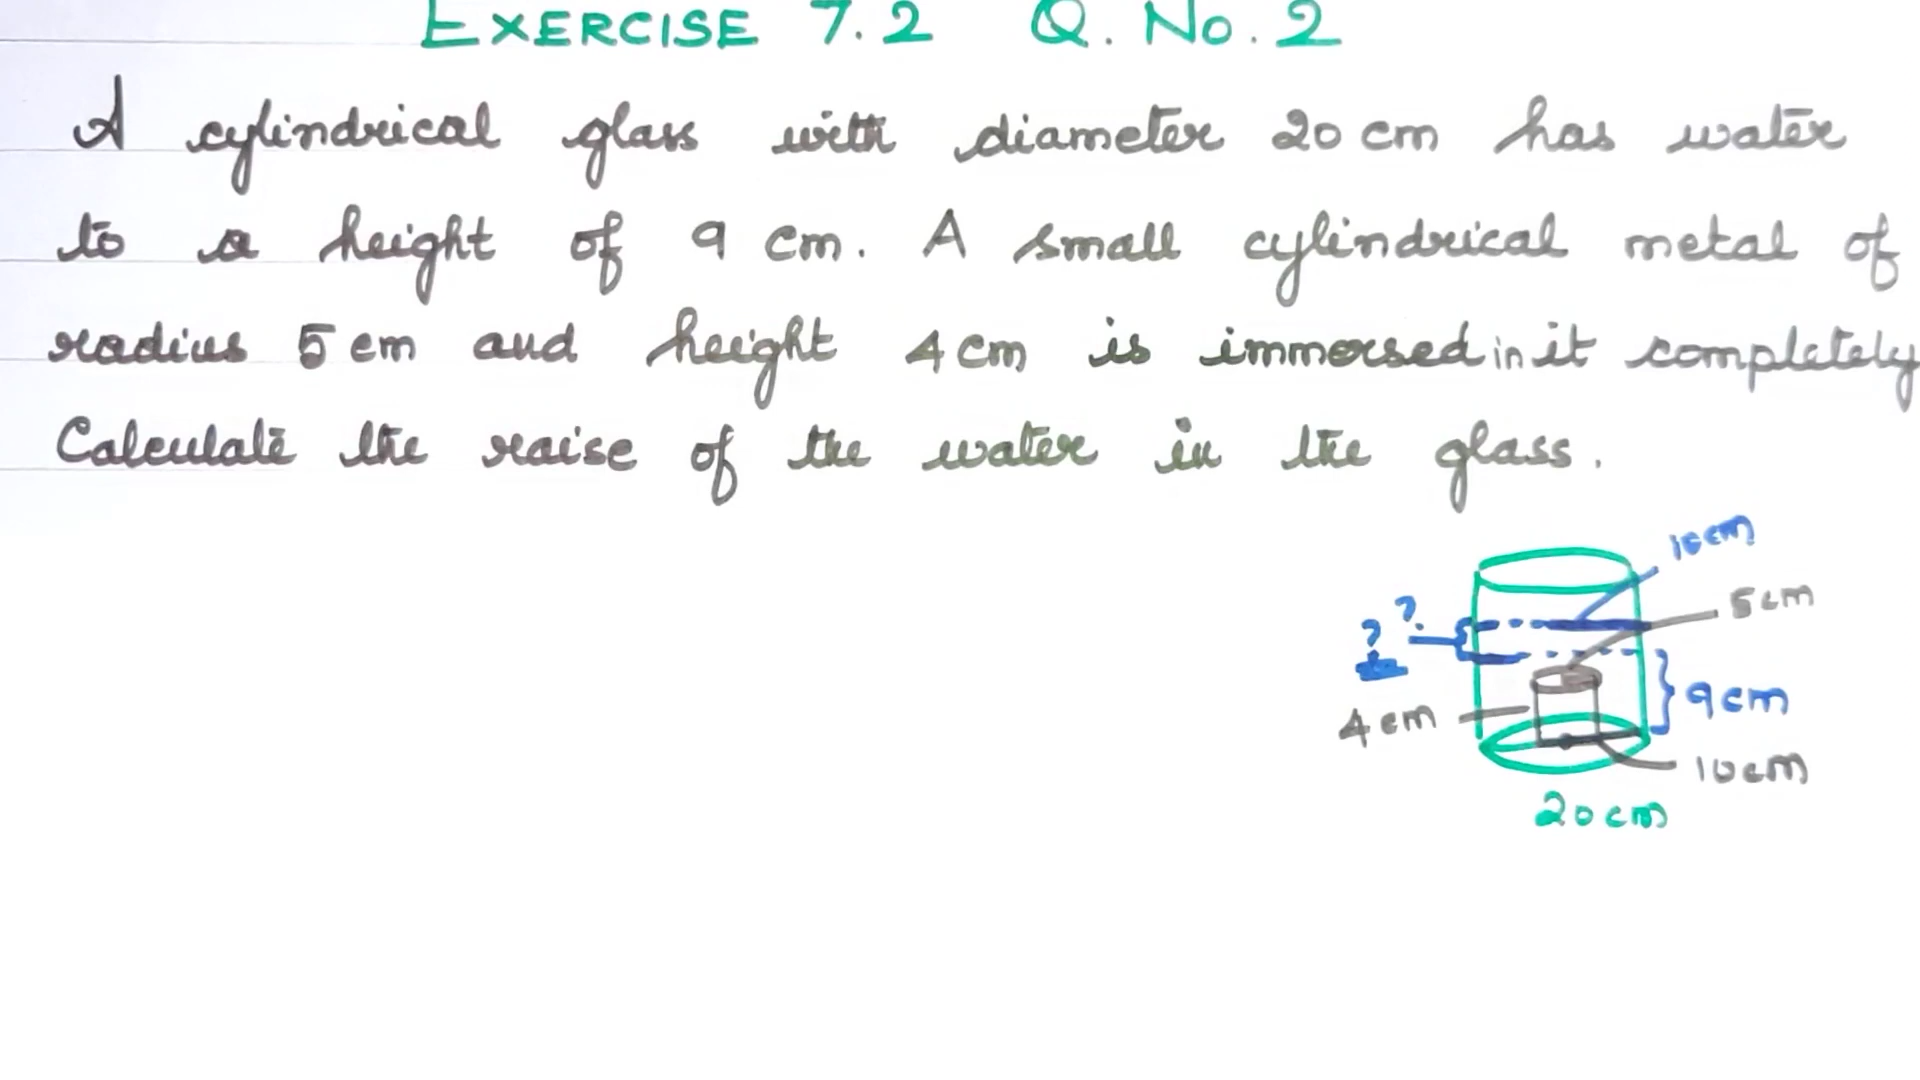 EXERCISE 7.2 Q. No. 2
A cylindrical glass with diameter 20 cm has water
to a height of 9 cm. A small cylindrical metal of
radius 5 cm and height 4 cm is immersed in it completely
Calculate the raise of the water in the glass.
10cm
5cm
? ?
4 cm
9cm
10cm
20cm